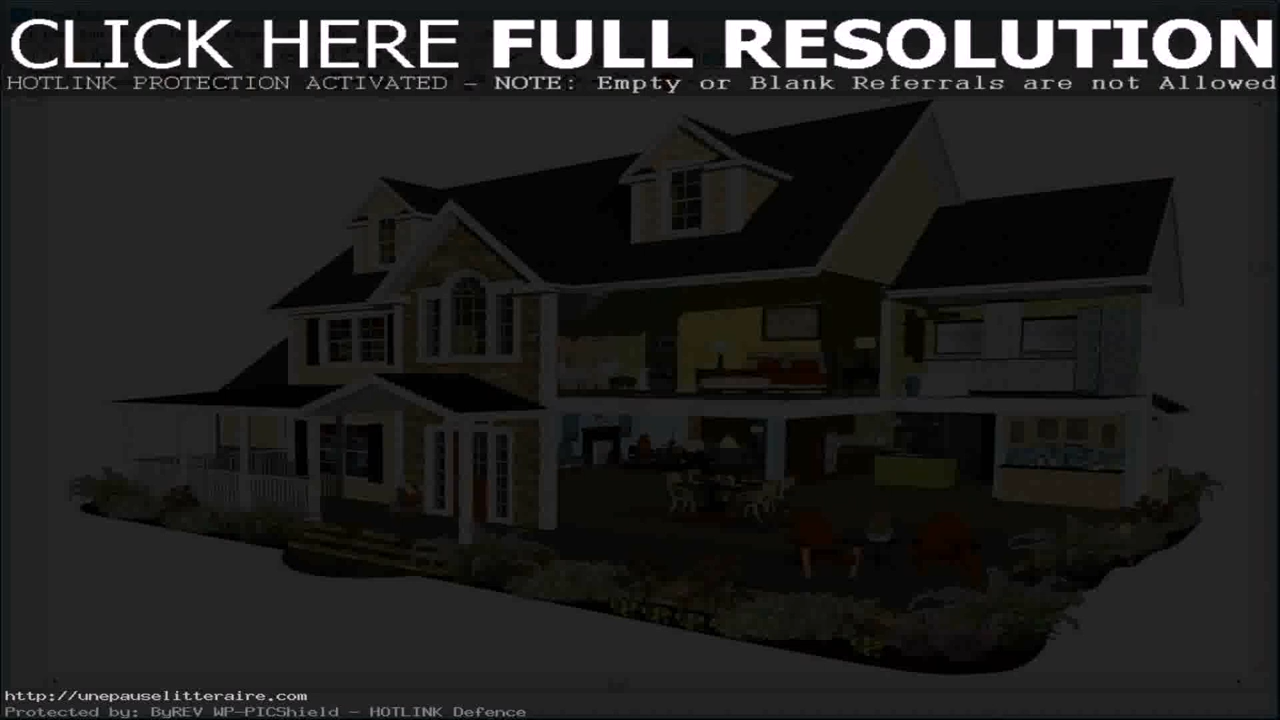 CLICK HERE FULL RESOLUTION
HOTLINK PROTECTION ACTIVATED - NOTE: Empty or Blank Referrals are not Allowed
http://unepauselitteraire.com
Protected by: ByREV WP-PICShield - HOTLINK Defence